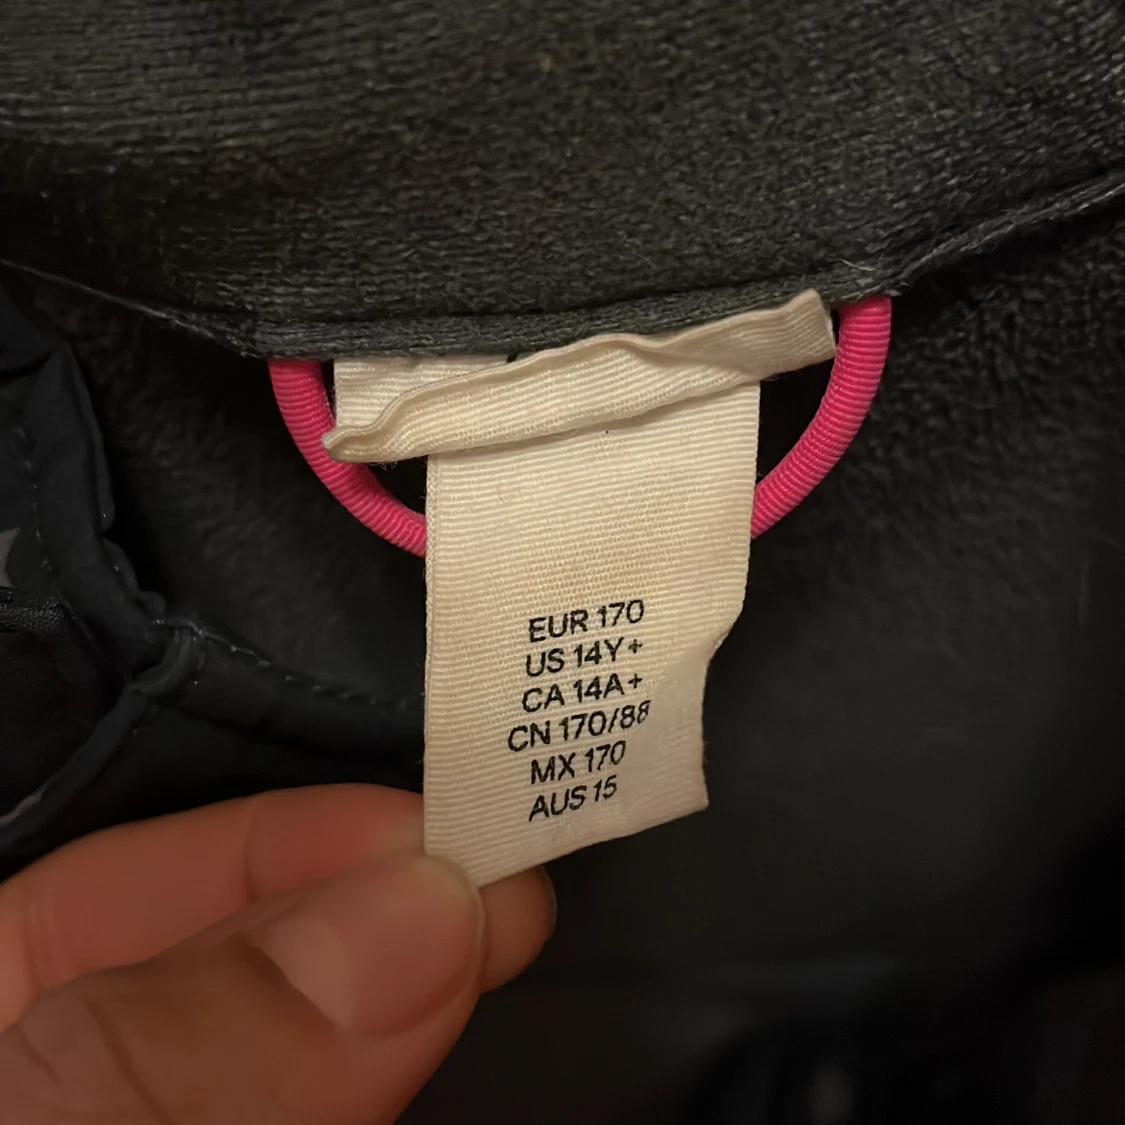 EUR 170
US 14Y+
CA 14A+
CN 170/88
MX 170
AUS 15